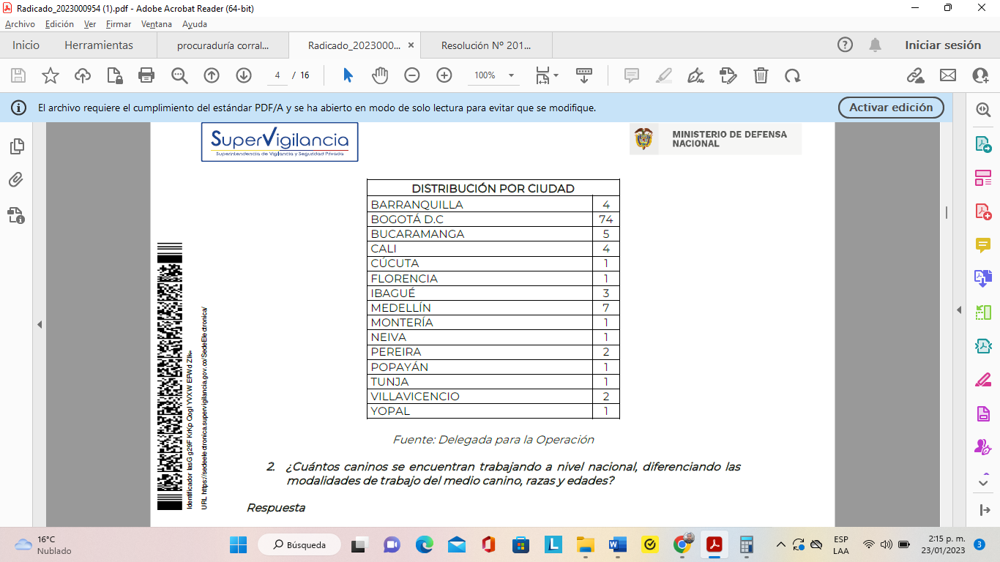 Radicado_2023000954 (1).pdf - Adobe Acrobat Reader (64-bit)
Archivo Edición Ver Firmar Ventana Ayuda
Inicio Herramientas procuraduría corral... Radicado_2023000... × Resolución Nº 201... Iniciar sesión
4 / 16 100%
El archivo requiere el cumplimiento del estándar PDF/A y se ha abierto en modo de solo lectura para evitar que se modifique. Activar edición
SuperVigilancia
Superintendencia de Vigilancia y Seguridad Privada
MINISTERIO DE DEFENSA
NACIONAL
DISTRIBUCIÓN POR CIUDAD
BARRANQUILLA 4
BOGOTÁ D.C 74
BUCARAMANGA 5
CALI 4
CÚCUTA 1
FLORENCIA 1
IBAGUÉ 3
MEDELLÍN 7
MONTERÍA 1
NEIVA 1
PEREIRA 2
POPAYÁN 1
TUNJA 1
VILLAVICENCIO 2
YOPAL 1
Fuente: Delegada para la Operación
2. ¿Cuántos caninos se encuentran trabajando a nivel nacional, diferenciando las
modalidades de trabajo del medio canino, razas y edades?
Respuesta
Identificador
URL https://sedeelectronica.supervigilancia.gov.co/SedeElectronica/
16°C
Nublado
Búsqueda
ESP
LAA
2:15 p. m.
23/01/2023
3